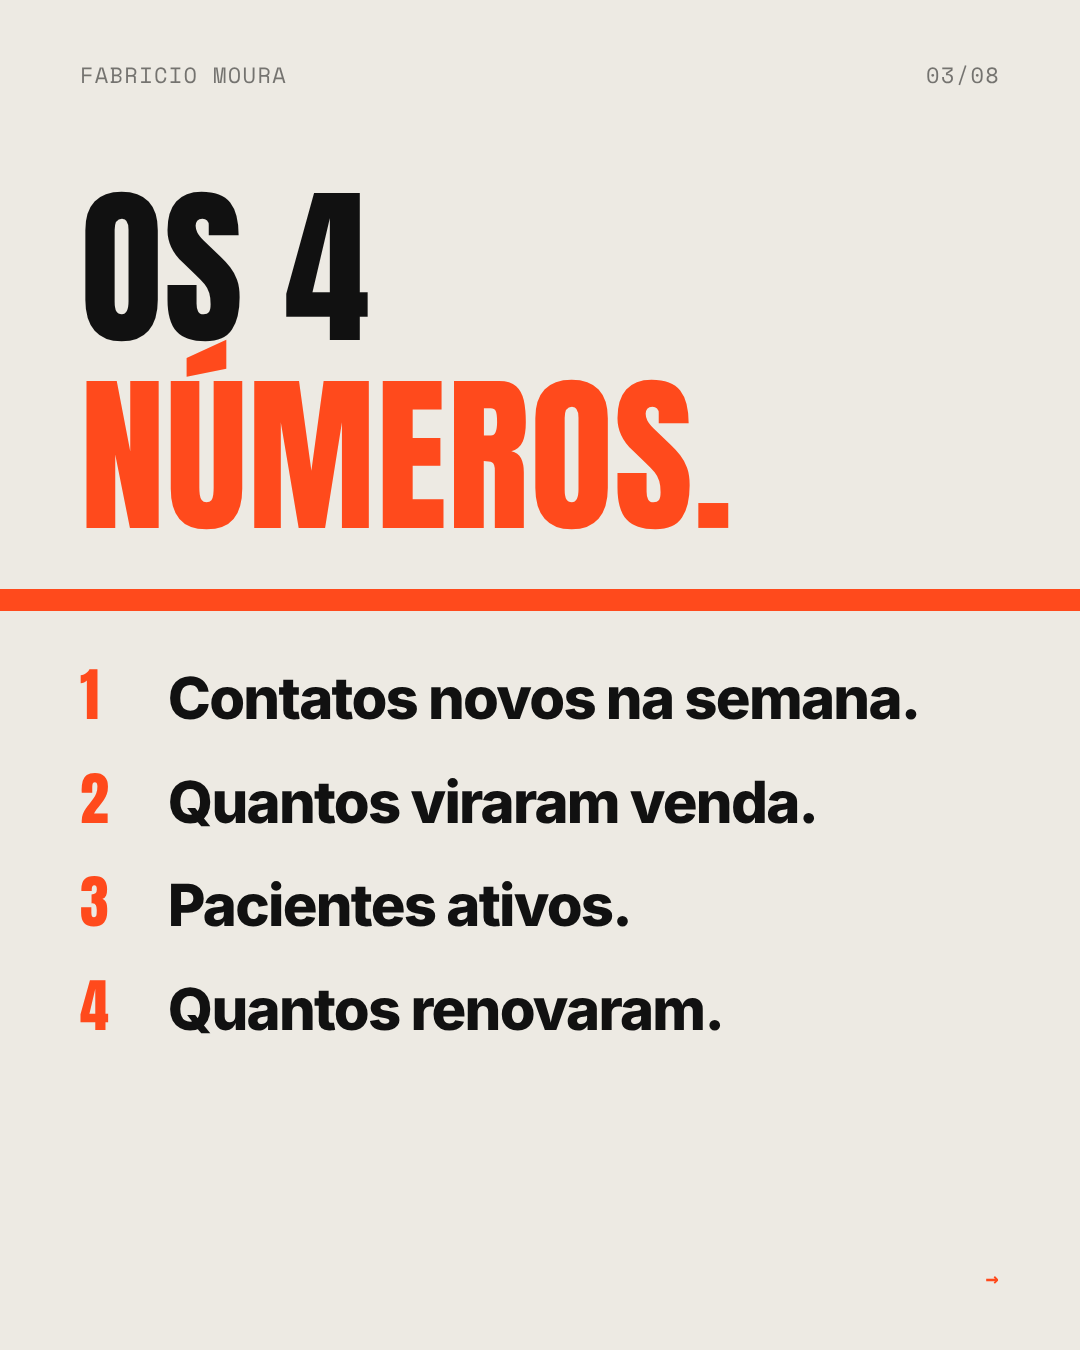 FABRICIO MOURA
03/08
OS 4
NÚMEROS.
1 Contatos novos na semana.
2 Quantos viraram venda.
3 Pacientes ativos.
4 Quantos renovaram.
→